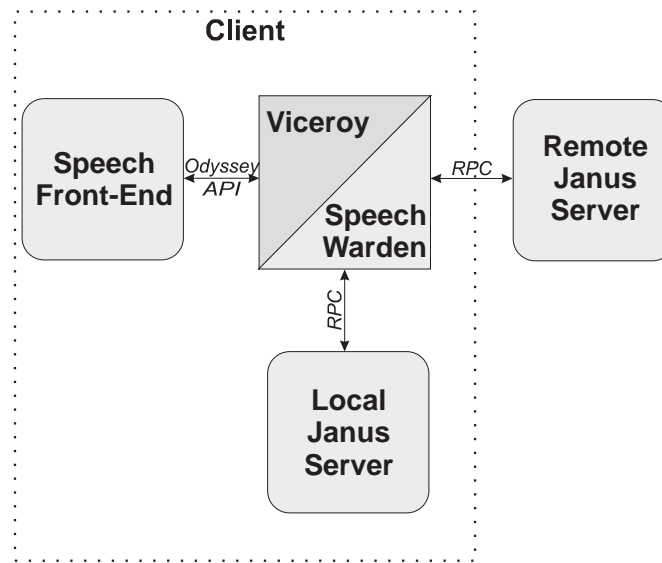 Client
Speech
Front-End
Odyssey
API
Viceroy
Speech
Warden
RPC
Remote
Janus
Server
RPC
Local
Janus
Server